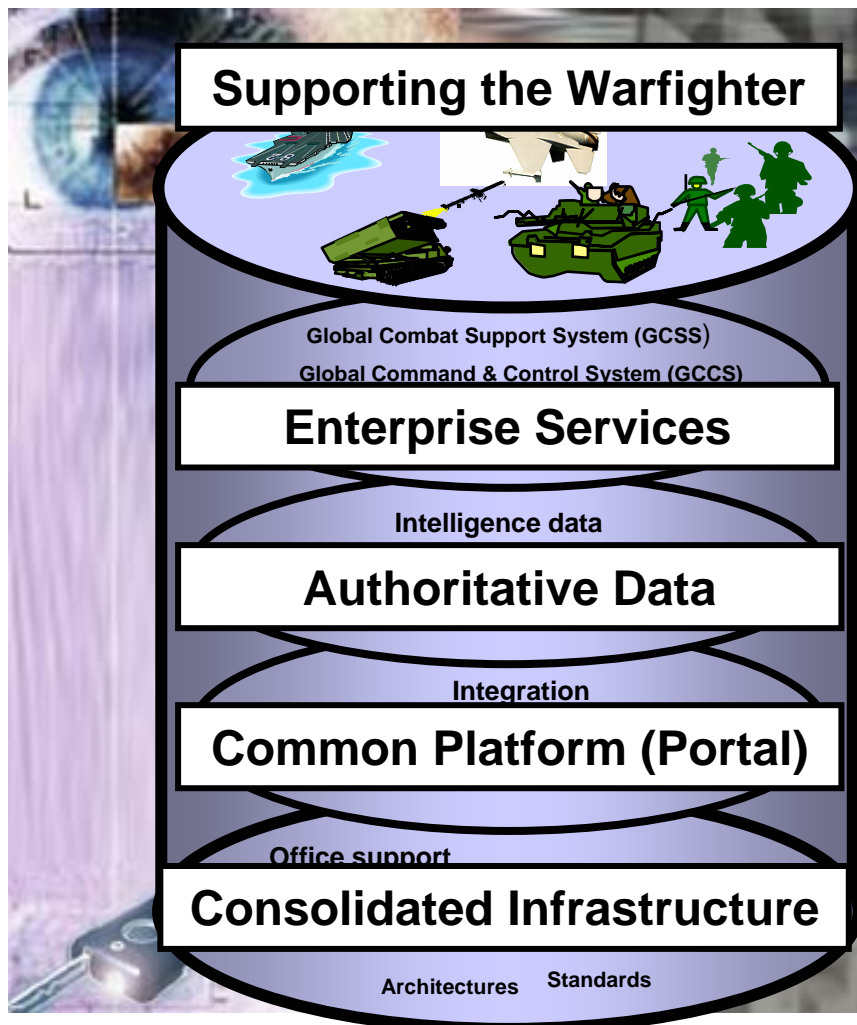 Supporting the Warfighter
Global Combat Support System (GCSS)
Global Command & Control System (GCCS)
Enterprise Services
Intelligence data
Authoritative Data
Integration
Common Platform (Portal)
Office support
Consolidated Infrastructure
Architectures Standards